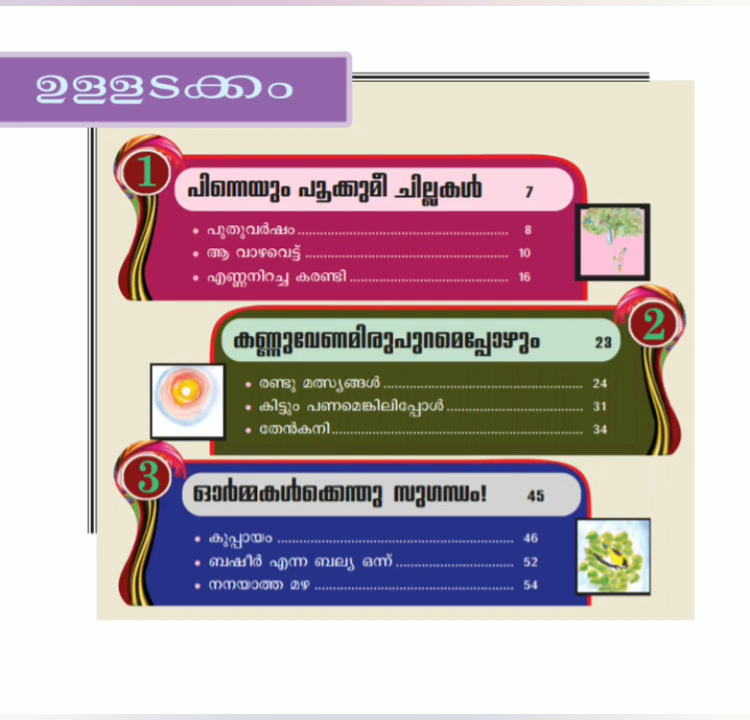 ഉള്ളടക്കം
1
പിന്നെയും പൂക്കുമീ ചില്ലകൾ 7
• പുതുവർഷം ........ 8
• ആ വാഴവെട്ട് ........ 10
• എണ്ണനിറച്ച കരണ്ടി ........ 16
2
കണ്ണുവേണമിരുപുറമെപ്പോഴും 23
• രണ്ടു മത്സ്യങ്ങൾ ........ 24
• കിട്ടും പണമെങ്കിലിപ്പോൾ ........ 31
• തേൻകനി ........ 34
3
ഓർമ്മകൾക്കെന്തു സുഗന്ധം! 45
• കുപ്പായം ........ 46
• ബഷീർ എന്ന ബല്യ ഒന്ന് ........ 52
• നനയാത്ത മഴ ........ 54